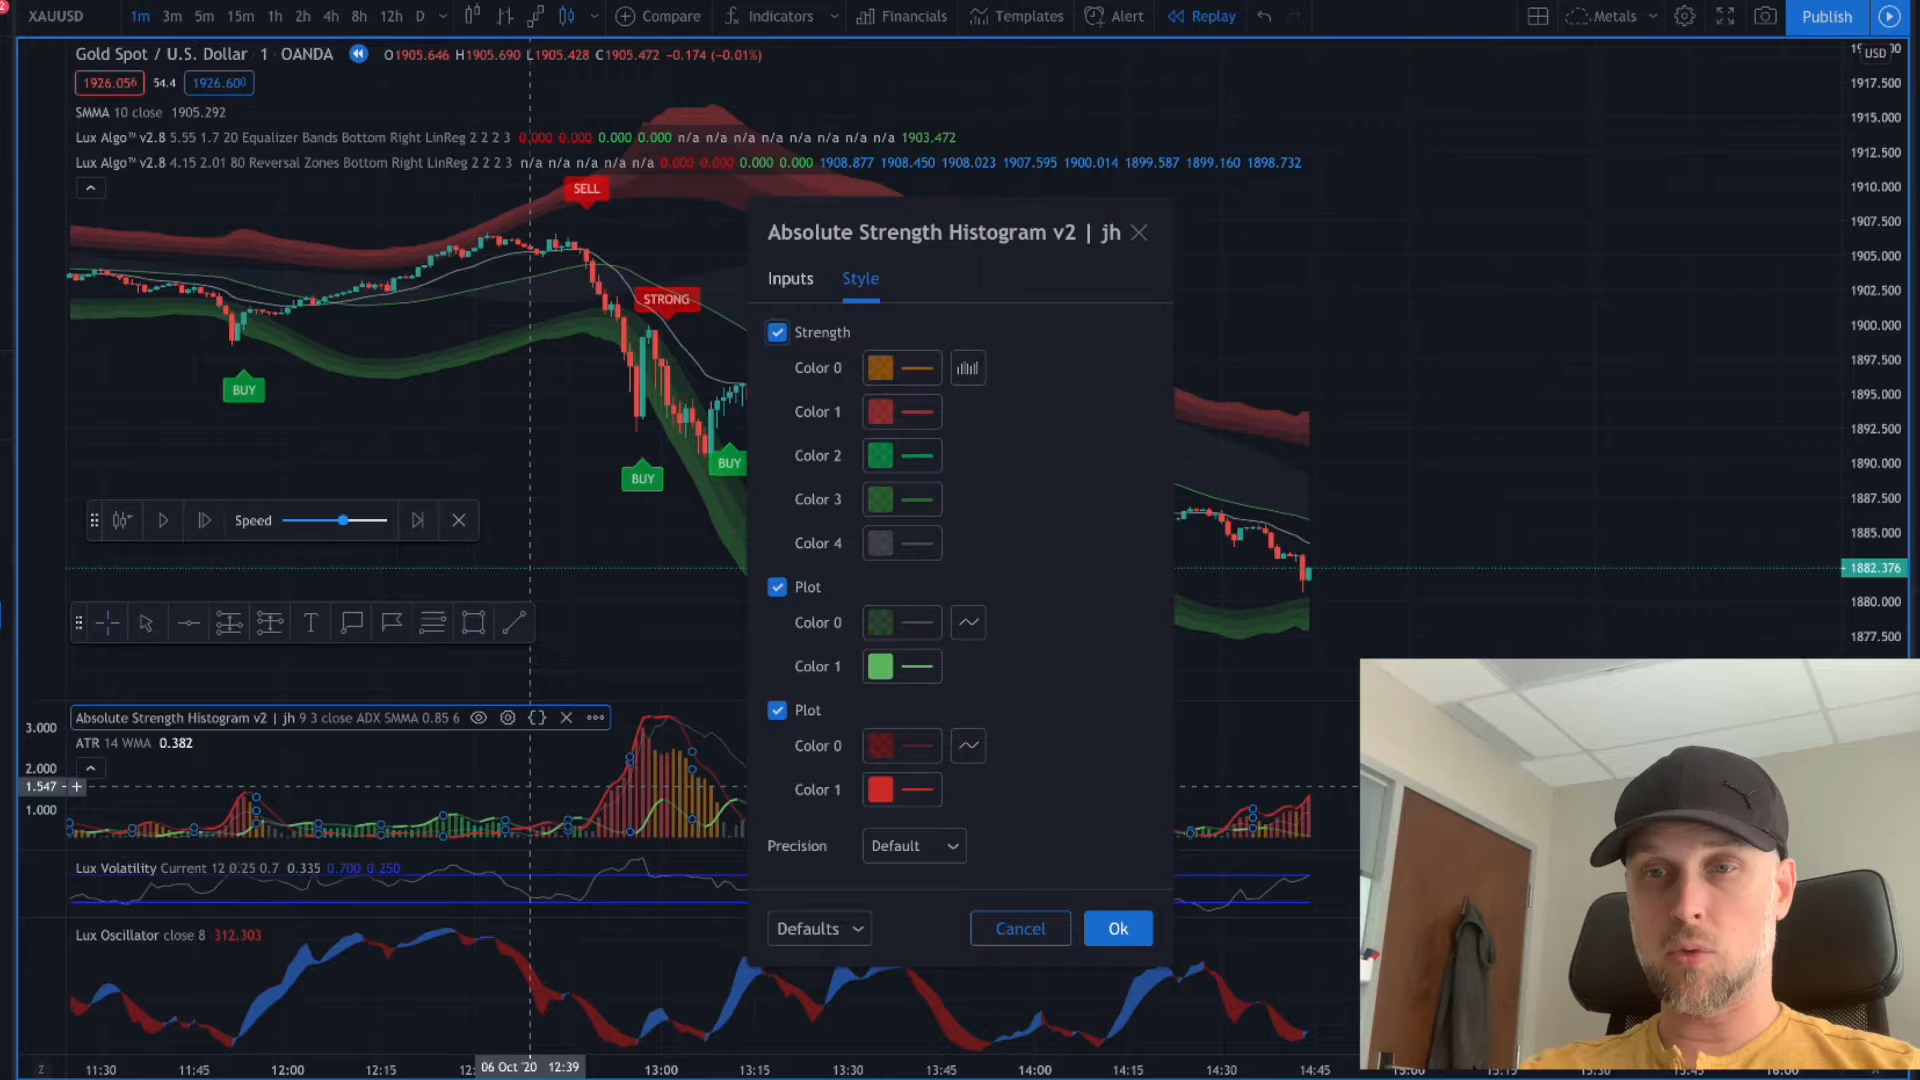 XAUUSD 1m 3m 5m 15m 1h 2h 4h 8h 12h D Compare Indicators Financials Templates Alert Replay Metals Publish
Gold Spot / U.S. Dollar · 1 · OANDA O1905.646 H1905.690 L1905.428 C1905.472 −0.174 (−0.01%)
1926.056 54.4 1926.600
SMMA 10 close 1905.292
Lux Algo™ v2.8 5.55 1.7 20 Equalizer Bands Bottom Right LinReg 2 2 2 3 0.000 0.000 0.000 0.000 n/a n/a n/a n/a n/a n/a n/a n/a 1903.472
Lux Algo™ v2.8 4.15 2.01 80 Reversal Zones Bottom Right LinReg 2 2 2 3 n/a n/a n/a n/a n/a 0.000 0.000 0.000 0.000 1908.877 1908.450 1908.023 1907.595 1900.014 1899.587 1899.160 1898.732
USD
1917.500
1915.000
1912.500
1910.000
1907.500
1905.000
1902.500
1900.000
1897.500
1895.000
1892.500
1890.000
1887.500
1885.000
1882.376
1880.000
1877.500
SELL
STRONG
BUY
BUY
BUY
Speed
T
Absolute Strength Histogram v2 | jh
Inputs Style
Strength
Color 0
Color 1
Color 2
Color 3
Color 4
Plot
Color 0
Color 1
Plot
Color 0
Color 1
Precision Default
Defaults Cancel Ok
Absolute Strength Histogram v2 | jh 9 3 close ADX SMMA 0.85 6
ATR 14 WMA 0.382
3.000
2.000
1.547
1.000
Lux Volatility Current 12 0.25 0.7 0.335 0.700 0.250
Lux Oscillator close 8 312.303
Z 11:30 11:45 12:00 12:15 06 Oct '20 12:39 13:00 13:15 13:30 13:45 14:00 14:15 14:30 14:45